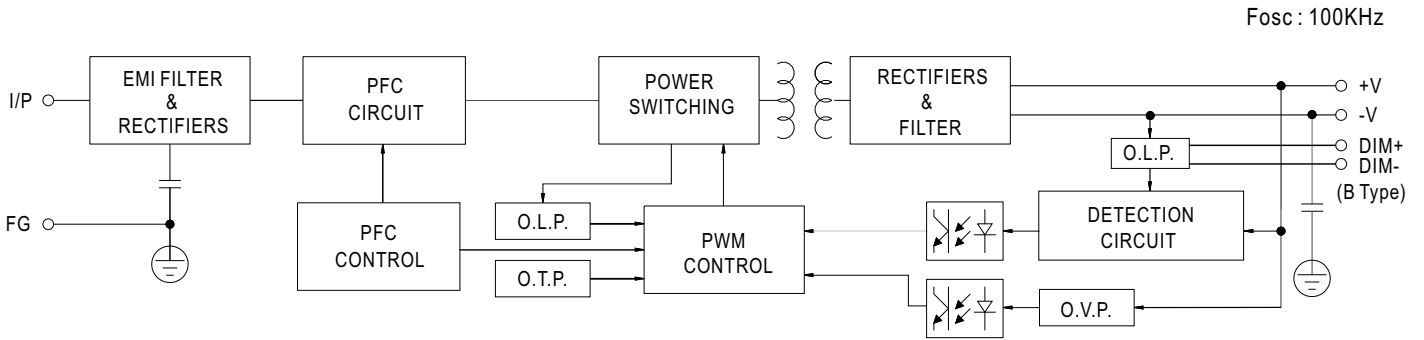 Fosc : 100KHz
I/P
EMI FILTER
&
RECTIFIERS
PFC
CIRCUIT
POWER
SWITCHING
RECTIFIERS
&
FILTER
+V
-V
DIM+
DIM-
(B Type)
O.L.P.
FG
PFC
CONTROL
O.L.P.
O.T.P.
PWM
CONTROL
DETECTION
CIRCUIT
O.V.P.